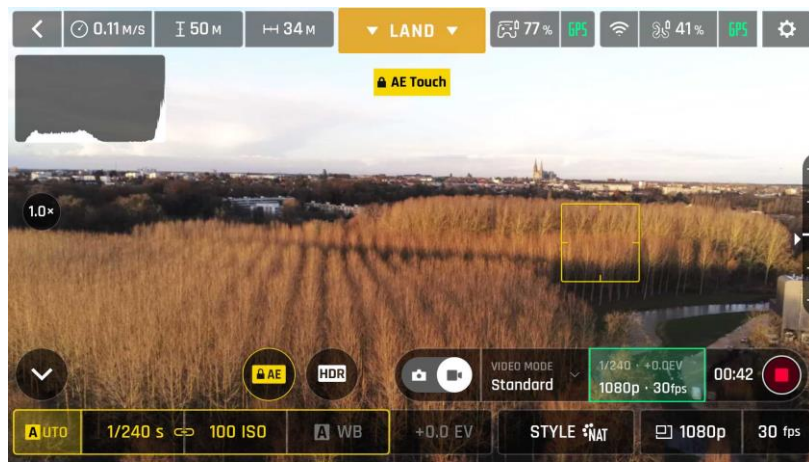 0.11 M/S
50 M
34 M
LAND
77 %
GPS
41 %
GPS
AE Touch
1.0×
AE
HDR
VIDEO MODE
Standard
1/240 · +0.0EV
1080p · 30fps
00:42
AUTO
1/240 s
100 ISO
A WB
+0.0 EV
STYLE NAT
1080p
30 fps